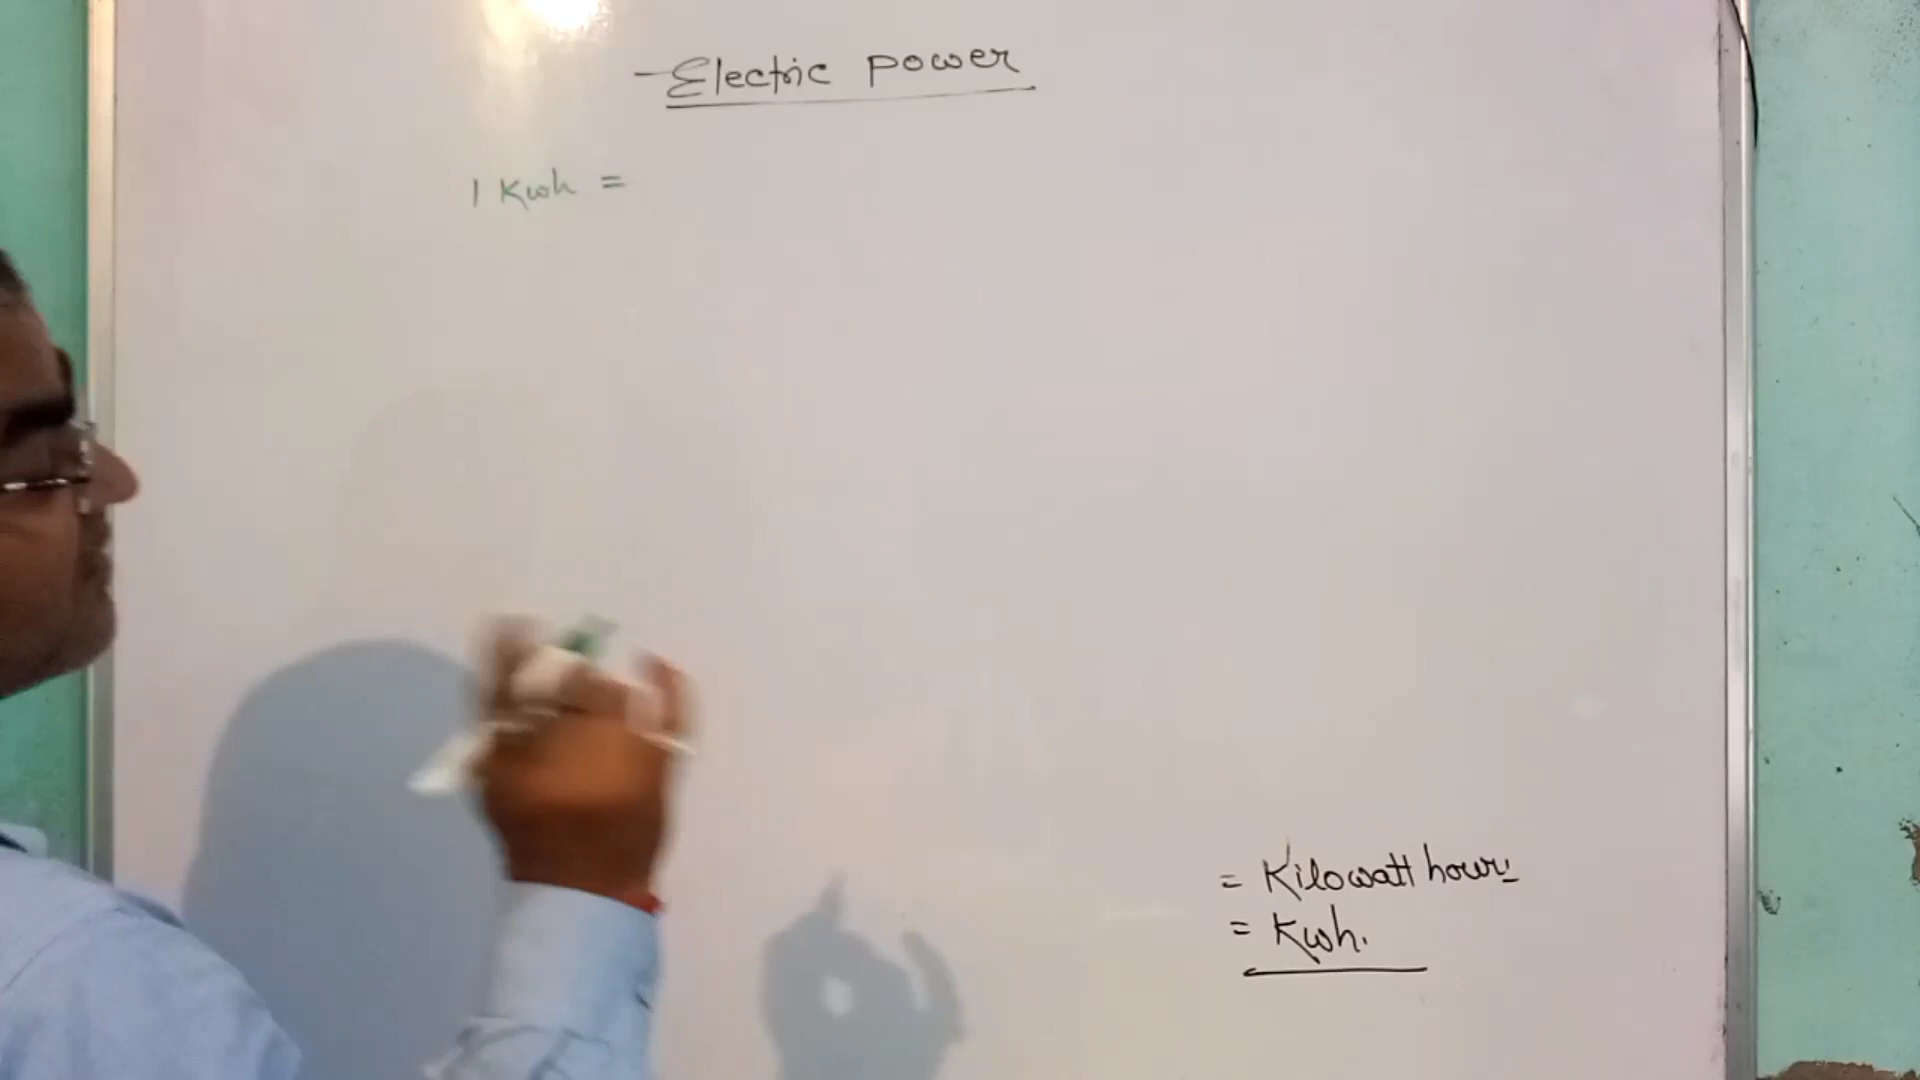 Electric power
1 Kwh =
= Kilowatt hour
= Kwh.